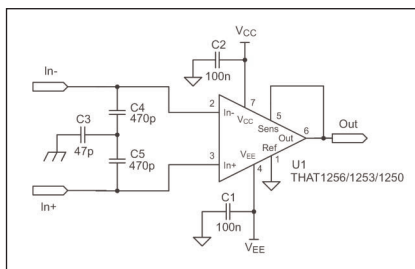 VCC
C2
100n
In-
C4
470p
C3
47p
C5
470p
In+
2
In-
VCC
7
5
Sens
Out
6
Out
3
In+
VEE
Ref
4
1
U1
THAT1256/1253/1250
C1
100n
VEE